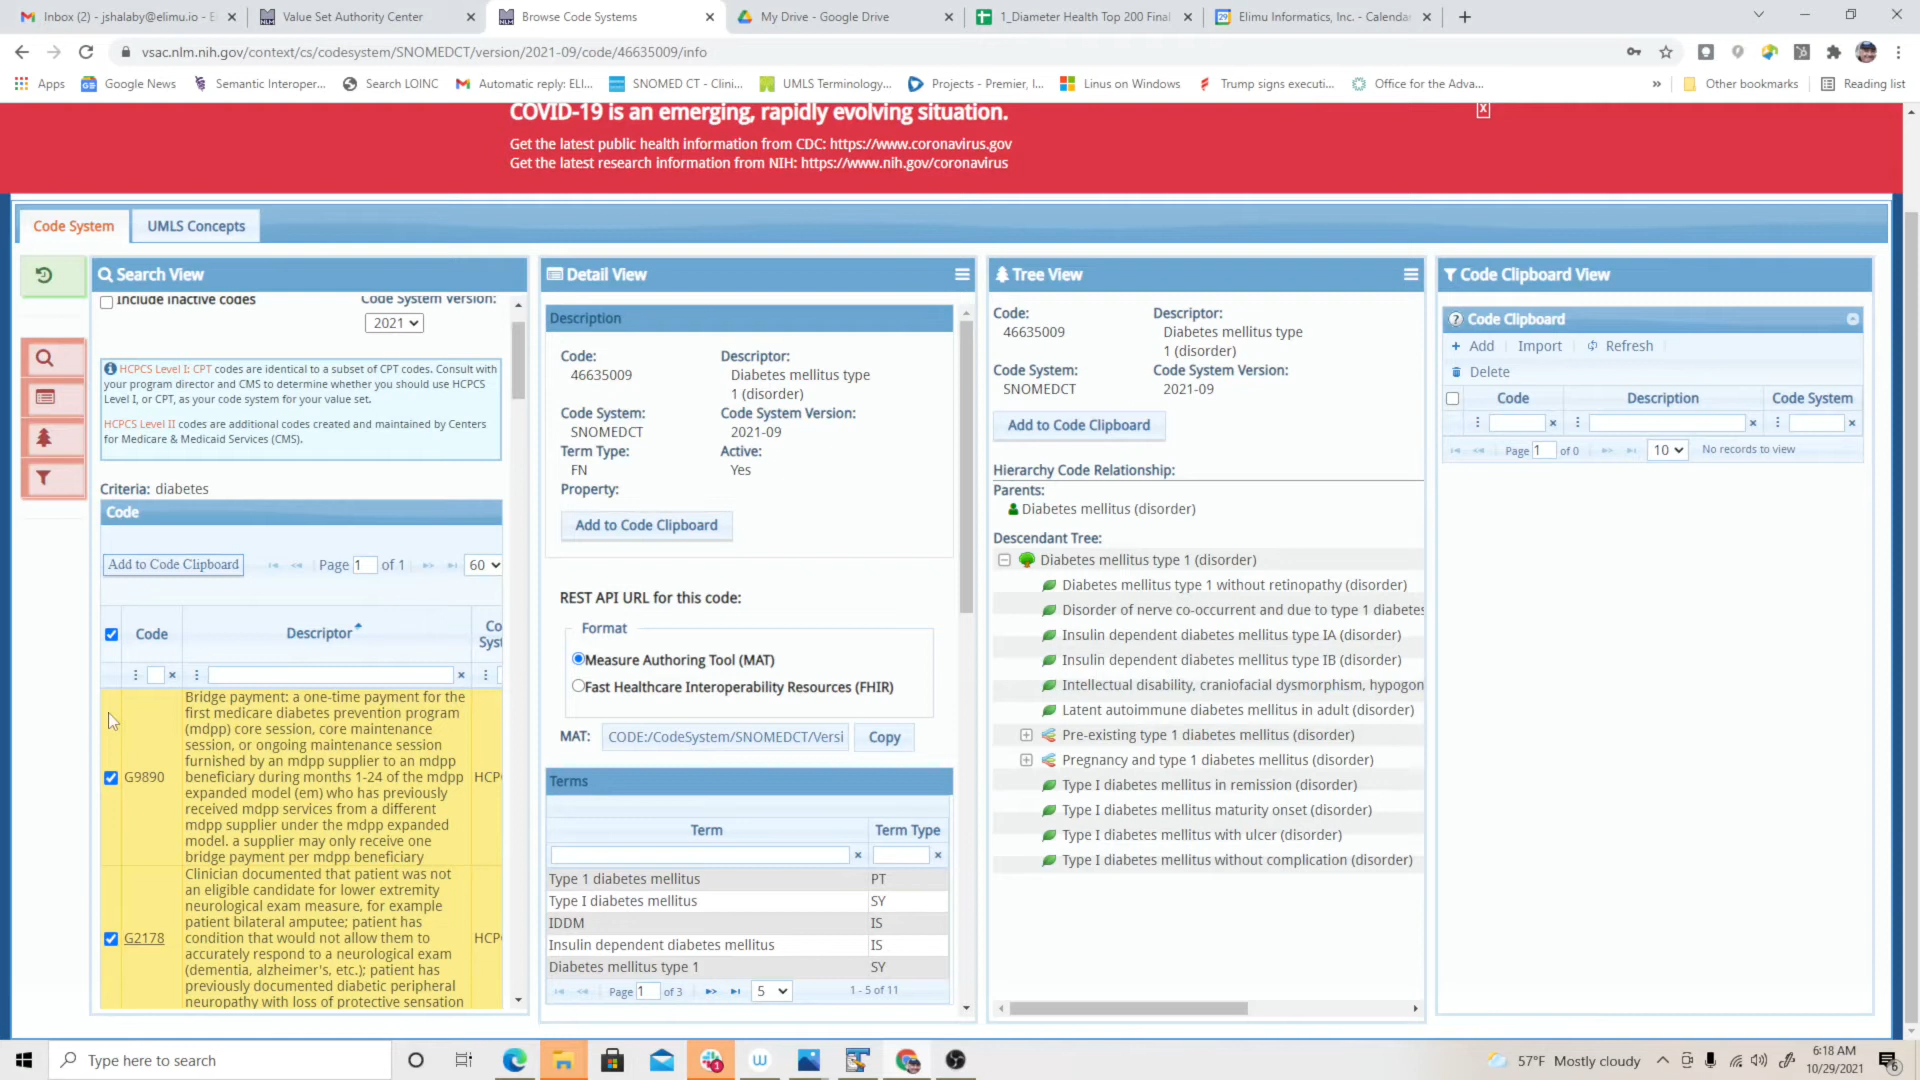 Inbox (2) - jshalaby@elimu.io - E
Value Set Authority Center
Browse Code Systems
My Drive - Google Drive
1_Diameter Health Top 200 Final
Elimu Informatics, Inc. - Calenda
vsac.nlm.nih.gov/context/cs/codesystem/SNOMEDCT/version/2021-09/code/46635009/info
Apps
Google News
Semantic Interoper...
Search LOINC
Automatic reply: ELI...
SNOMED CT - Clini...
UMLS Terminology...
Projects - Premier, I...
Linus on Windows
Trump signs executi...
Office for the Adva...
»
Other bookmarks
Reading list
COVID-19 is an emerging, rapidly evolving situation.
X
Get the latest public health information from CDC: https://www.coronavirus.gov
Get the latest research information from NIH: https://www.nih.gov/coronavirus
Code System
UMLS Concepts
Search View
Include inactive codes
Code System Version:
2021
HCPCS Level I: CPT codes are identical to a subset of CPT codes. Consult with
your program director and CMS to determine whether you should use HCPCS
Level I, or CPT, as your code system for your value set.
HCPCS Level II codes are additional codes created and maintained by Centers
for Medicare & Medicaid Services (CMS).
Criteria: diabetes
Code
Add to Code Clipboard
Page 1 of 1
60
Code
Descriptor
Co
Syst
G9890
Bridge payment: a one-time payment for the
first medicare diabetes prevention program
(mdpp) core session, core maintenance
session, or ongoing maintenance session
furnished by an mdpp supplier to an mdpp
beneficiary during months 1-24 of the mdpp
expanded model (em) who has previously
received mdpp services from a different
mdpp supplier under the mdpp expanded
model. a supplier may only receive one
bridge payment per mdpp beneficiary
HCP
G2178
Clinician documented that patient was not
an eligible candidate for lower extremity
neurological exam measure, for example
patient bilateral amputee; patient has
condition that would not allow them to
accurately respond to a neurological exam
(dementia, alzheimer's, etc.); patient has
previously documented diabetic peripheral
neuropathy with loss of protective sensation
HCP
Detail View
Description
Code:
46635009
Descriptor:
Diabetes mellitus type
1 (disorder)
Code System:
SNOMEDCT
Code System Version:
2021-09
Term Type:
FN
Active:
Yes
Property:
Add to Code Clipboard
REST API URL for this code:
Format
Measure Authoring Tool (MAT)
Fast Healthcare Interoperability Resources (FHIR)
MAT:
CODE:/CodeSystem/SNOMEDCT/Versi
Copy
Terms
Term
Term Type
x
x
Type 1 diabetes mellitus PT
Type I diabetes mellitus SY
IDDM IS
Insulin dependent diabetes mellitus IS
Diabetes mellitus type 1 SY
Page 1 of 3
5
1 - 5 of 11
Tree View
Code:
46635009
Descriptor:
Diabetes mellitus type
1 (disorder)
Code System:
SNOMEDCT
Code System Version:
2021-09
Add to Code Clipboard
Hierarchy Code Relationship:
Parents:
Diabetes mellitus (disorder)
Descendant Tree:
Diabetes mellitus type 1 (disorder)
Diabetes mellitus type 1 without retinopathy (disorder)
Disorder of nerve co-occurrent and due to type 1 diabetes
Insulin dependent diabetes mellitus type IA (disorder)
Insulin dependent diabetes mellitus type IB (disorder)
Intellectual disability, craniofacial dysmorphism, hypogon
Latent autoimmune diabetes mellitus in adult (disorder)
Pre-existing type 1 diabetes mellitus (disorder)
Pregnancy and type 1 diabetes mellitus (disorder)
Type I diabetes mellitus in remission (disorder)
Type I diabetes mellitus maturity onset (disorder)
Type I diabetes mellitus with ulcer (disorder)
Type I diabetes mellitus without complication (disorder)
Code Clipboard View
Code Clipboard
+ Add
Import
Refresh
Delete
Code
Description
Code System
Page 1 of 0
10
No records to view
Type here to search
57°F Mostly cloudy
6:18 AM
10/29/2021
6